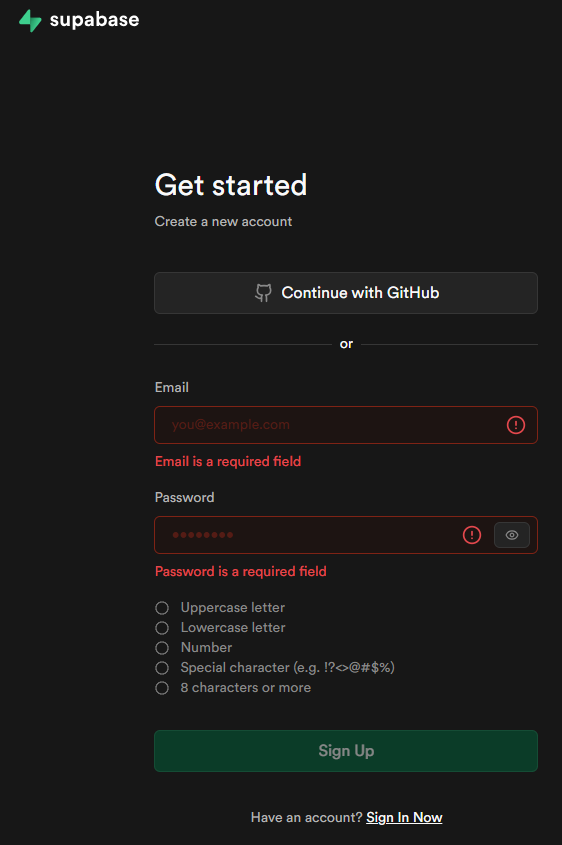 supabase
Get started
Create a new account
Continue with GitHub
or
Email
you@example.com
Email is a required field
Password
••••••••
Password is a required field
Uppercase letter
Lowercase letter
Number
Special character (e.g. !?<>@#$%)
8 characters or more
Sign Up
Have an account? Sign In Now